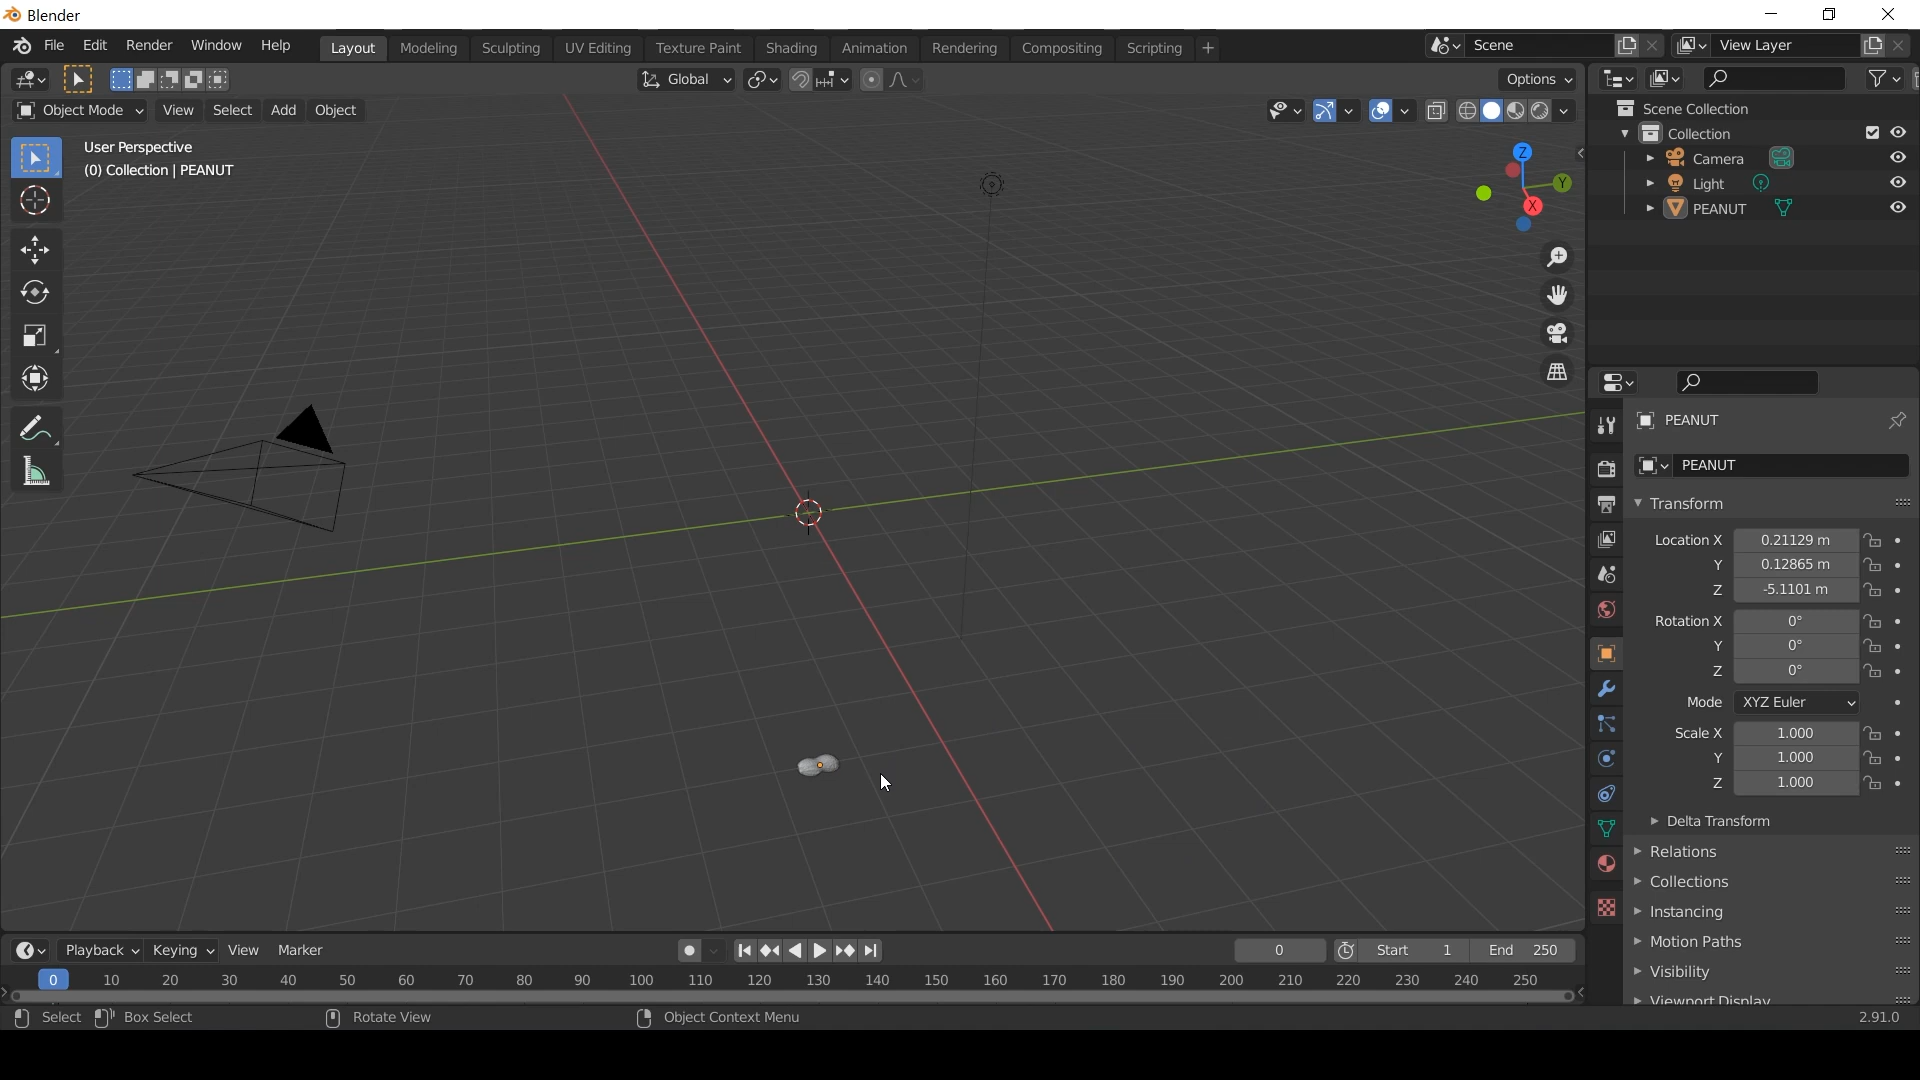 Blender
File Edit Render Window Help Layout Modeling Sculpting UV Editing Texture Paint Shading Animation Rendering Compositing Scripting + Scene View Layer
Global Options
Object Mode View Select Add Object
User Perspective
(0) Collection | PEANUT
Z
Y
X
Scene Collection
Collection
Camera
Light
PEANUT
PEANUT
PEANUT
Transform
Location X 0.21129 m
Y 0.12865 m
Z -5.1101 m
Rotation X 0°
Y 0°
Z 0°
Mode XYZ Euler
Scale X 1.000
Y 1.000
Z 1.000
Delta Transform
Relations
Collections
Instancing
Motion Paths
Visibility
Viewport Display
Playback Keying View Marker 0 Start 1 End 250
0 10 20 30 40 50 60 70 80 90 100 110 120 130 140 150 160 170 180 190 200 210 220 230 240 250
Select Box Select Rotate View Object Context Menu 2.91.0